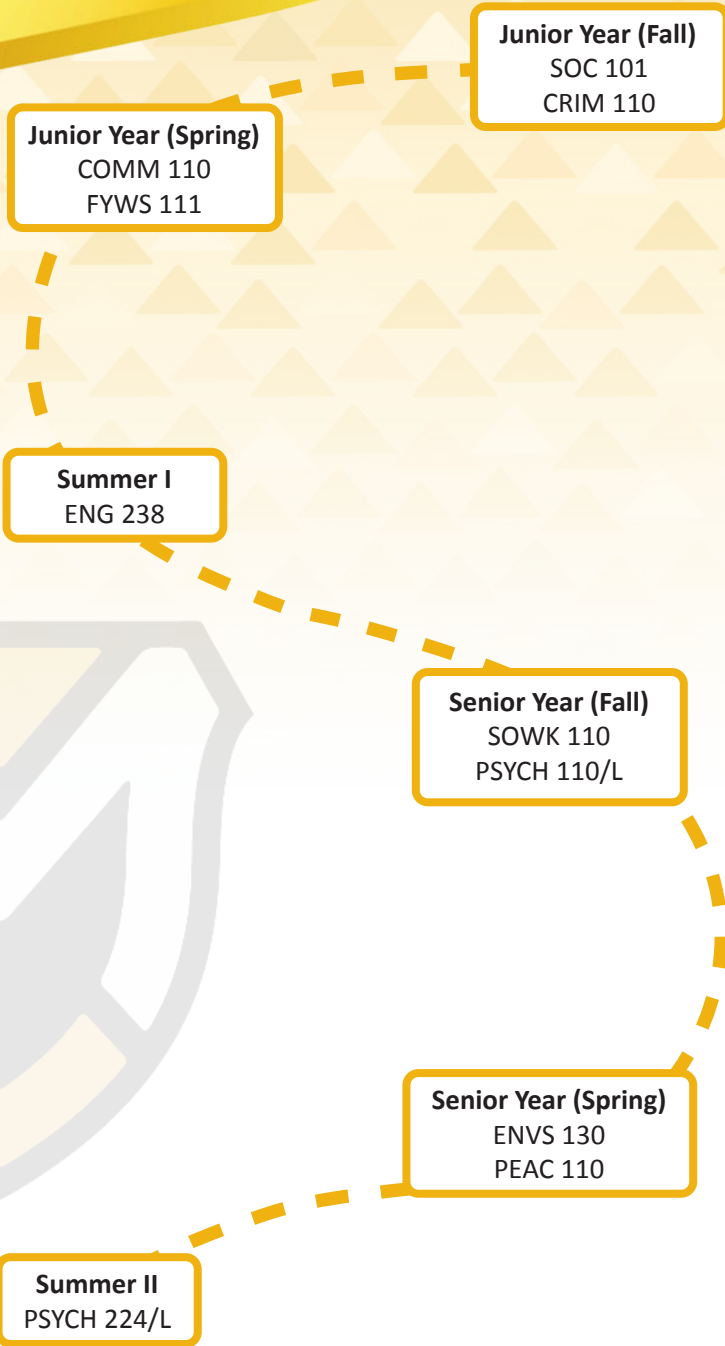 Junior Year (Fall)
SOC 101
CRIM 110
Junior Year (Spring)
COMM 110
FYWS 111
Summer I
ENG 238
Senior Year (Fall)
SOWK 110
PSYCH 110/L
Senior Year (Spring)
ENVS 130
PEAC 110
Summer II
PSYCH 224/L